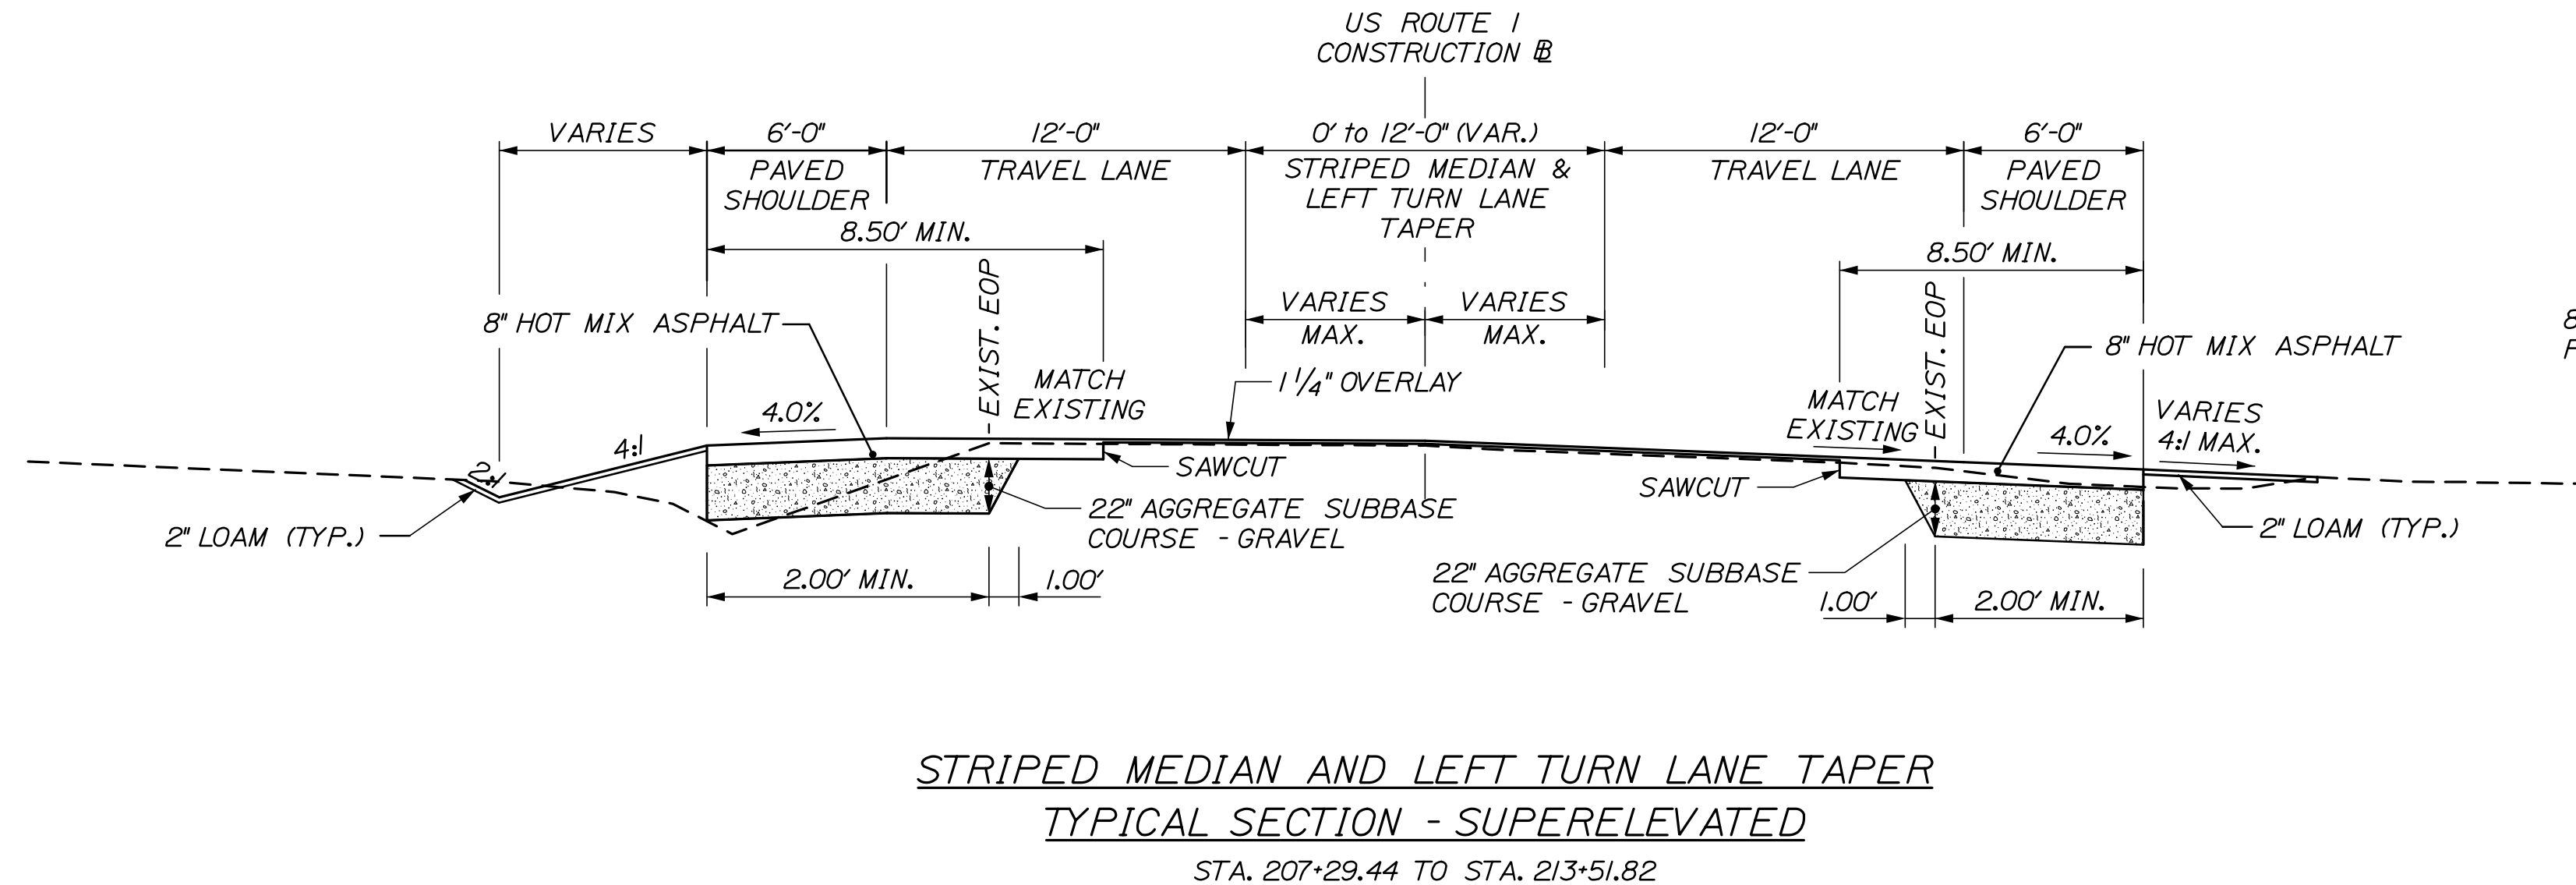 US ROUTE 1
CONSTRUCTION BL
VARIES
6'-0"
12'-0"
0' to 12'-0" (VAR.)
12'-0"
6'-0"
PAVED
SHOULDER
TRAVEL LANE
STRIPED MEDIAN &
LEFT TURN LANE
TAPER
TRAVEL LANE
PAVED
SHOULDER
8.50' MIN.
8.50' MIN.
8" HOT MIX ASPHALT
EXIST. EOP
VARIES
MAX.
VARIES
MAX.
EXIST. EOP
8" HOT MIX ASPHALT
MATCH
EXISTING
1 1/4" OVERLAY
MATCH
EXISTING
4.0%
4:1
2:1
4.0%
VARIES
4:1 MAX.
SAWCUT
SAWCUT
2" LOAM (TYP.)
22" AGGREGATE SUBBASE
COURSE - GRAVEL
2" LOAM (TYP.)
2.00' MIN.
1.00'
22" AGGREGATE SUBBASE
COURSE - GRAVEL
1.00'
2.00' MIN.
STRIPED MEDIAN AND LEFT TURN LANE TAPER
TYPICAL SECTION - SUPERELEVATED
STA. 207+29.44 TO STA. 213+51.82